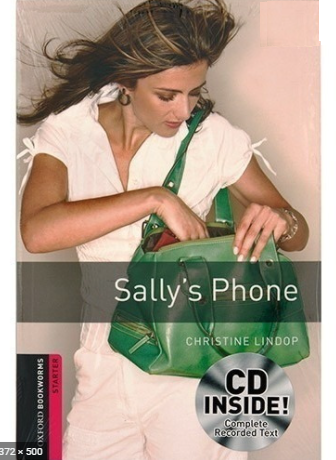 Sally's Phone
CHRISTINE LINDOP
CD
INSIDE!
Complete
Recorded Text
OXFORD BOOKWORMS
STARTER
372 × 500